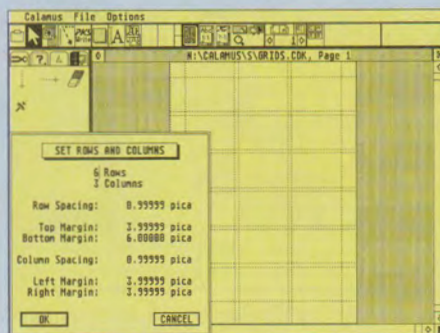 Calamus File Options
N:\CALAMUS\S\GRIDS.CDK, Page 1
SET ROWS AND COLUMNS
6 Rows
3 Columns
Row Spacing: 0.99999 pica
Top Margin: 3.99999 pica
Bottom Margin: 6.00000 pica
Column Spacing: 0.99999 pica
Left Margin: 3.99999 pica
Right Margin: 3.99999 pica
OK CANCEL